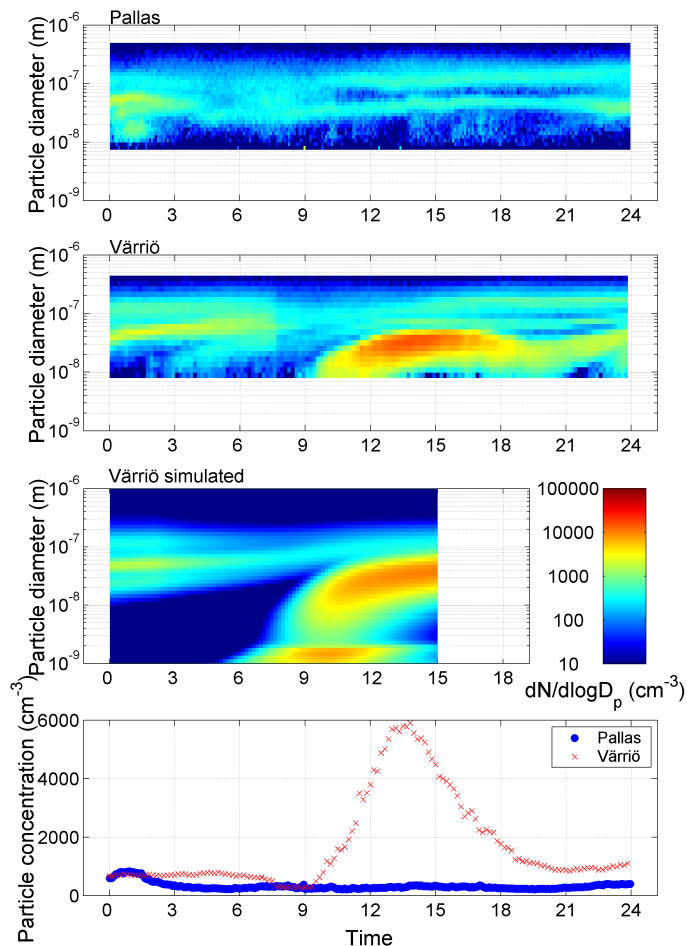 Pallas
Particle diameter (m)
10^-6
10^-7
10^-8
10^-9
0 3 6 9 12 15 18 21 24
Värriö
Particle diameter (m)
10^-6
10^-7
10^-8
10^-9
0 3 6 9 12 15 18 21 24
Värriö simulated
Particle diameter (m)
10^-6
10^-7
10^-8
10^-9
0 3 6 9 12 15 18
100000
10000
1000
100
10
dN/dlogD_p (cm^-3)
Particle concentration (cm^-3)
6000
4000
2000
0
Pallas
Värriö
0 3 6 9 12 15 18 21 24
Time